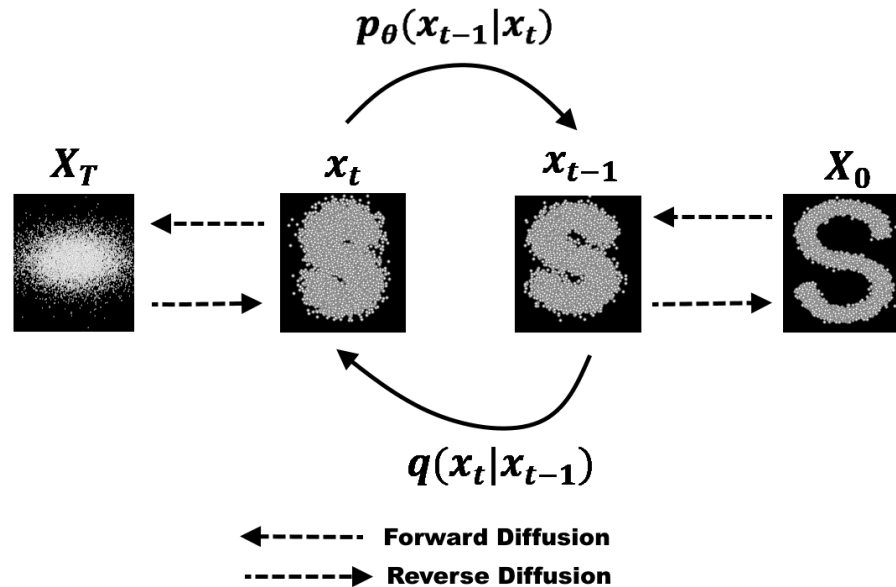 p_θ(x_{t-1}|x_t)
X_T x_t x_{t-1} X_0
q(x_t|x_{t-1})
Forward Diffusion
Reverse Diffusion